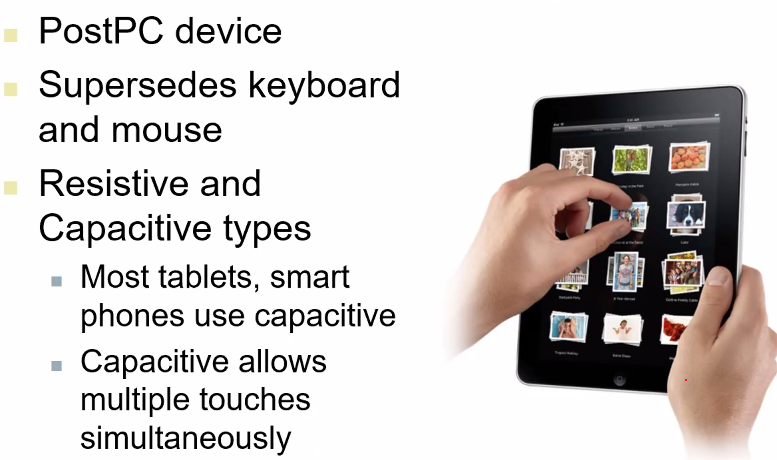 PostPC device
Supersedes keyboard
and mouse
Resistive and
Capacitive types
Most tablets, smart
phones use capacitive
Capacitive allows
multiple touches
simultaneously